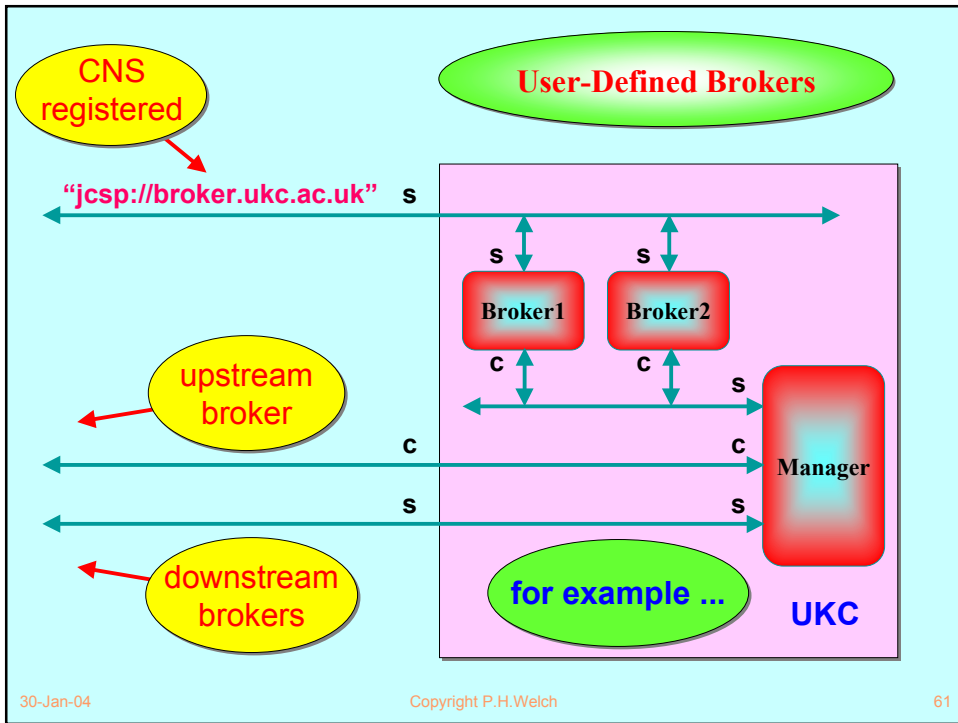 CNS
registered
User-Defined Brokers
“jcsp://broker.ukc.ac.uk” s
s s
Broker1 Broker2
c c
s
upstream
broker
c c
Manager
s s
downstream
brokers
for example ...
UKC
30-Jan-04 Copyright P.H.Welch 61